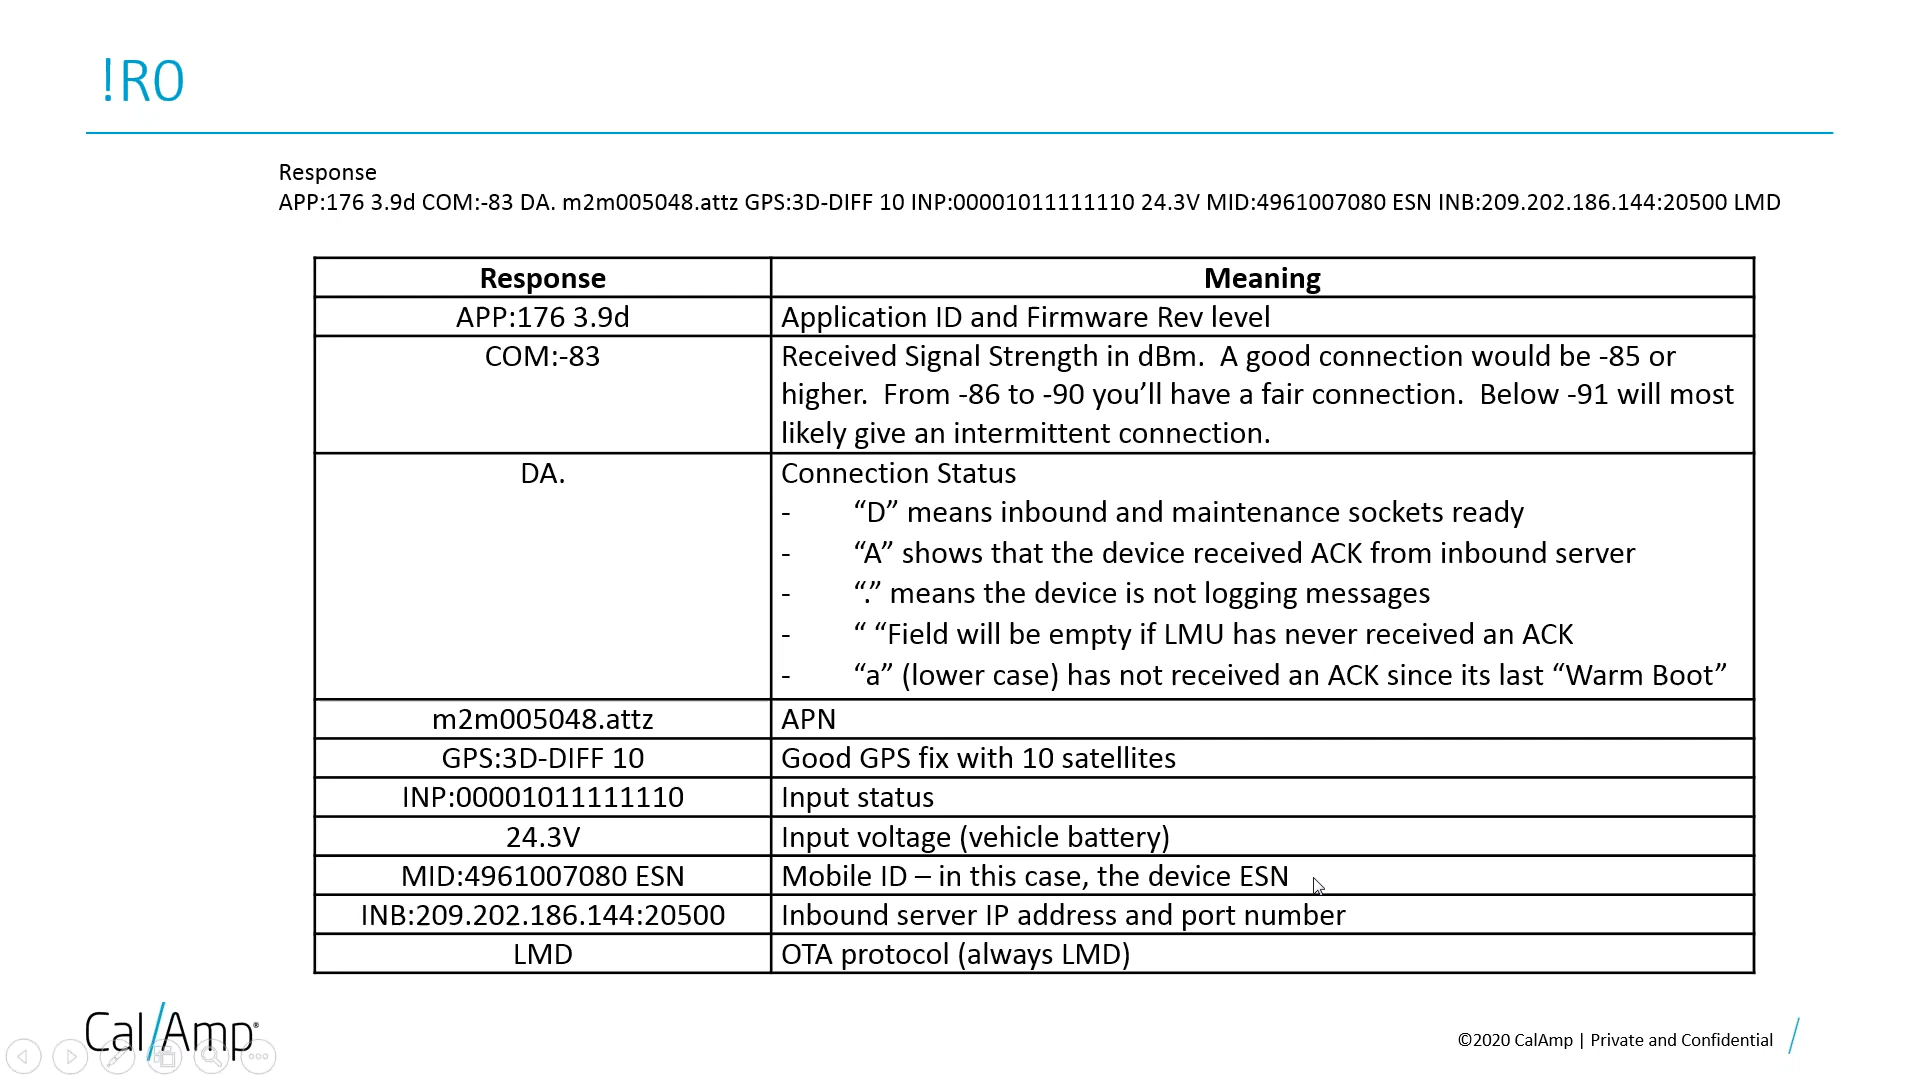 !R0
Response
APP:176 3.9d COM:-83 DA. m2m005048.attz GPS:3D-DIFF 10 INP:00001011111110 24.3V MID:4961007080 ESN INB:209.202.186.144:20500 LMD
Response Meaning
APP:176 3.9d Application ID and Firmware Rev level
COM:-83 Received Signal Strength in dBm. A good connection would be -85 or
higher. From -86 to -90 you’ll have a fair connection. Below -91 will most
likely give an intermittent connection.
DA. Connection Status
- “D” means inbound and maintenance sockets ready
- “A” shows that the device received ACK from inbound server
- “.” means the device is not logging messages
- “ “Field will be empty if LMU has never received an ACK
- “a” (lower case) has not received an ACK since its last “Warm Boot”
m2m005048.attz APN
GPS:3D-DIFF 10 Good GPS fix with 10 satellites
INP:00001011111110 Input status
24.3V Input voltage (vehicle battery)
MID:4961007080 ESN Mobile ID – in this case, the device ESN
INB:209.202.186.144:20500 Inbound server IP address and port number
LMD OTA protocol (always LMD)
Cal/Amp®
©2020 CalAmp | Private and Confidential